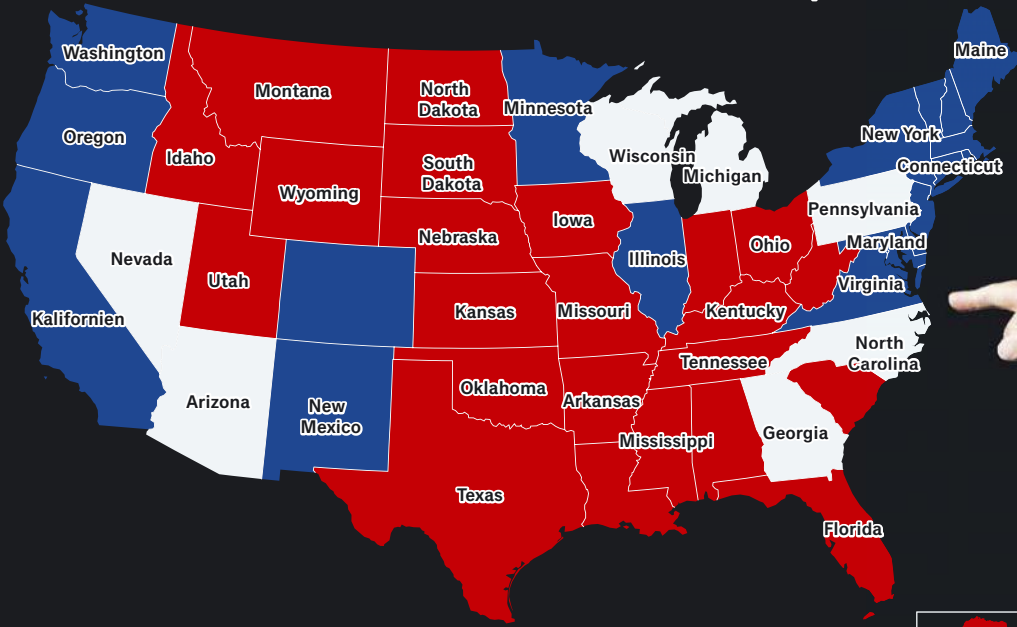 Washington
Maine
Montana
North
Dakota
Minnesota
Oregon
New York
Idaho
Wisconsin
Connecticut
South
Dakota
Michigan
Wyoming
Pennsylvania
Iowa
Nebraska
Ohio
Maryland
Nevada
Illinois
Utah
Virginia
Kansas
Missouri
Kentucky
Kalifornien
North
Carolina
Tennessee
Oklahoma
Arizona
Arkansas
New
Mexico
Georgia
Mississippi
Texas
Florida